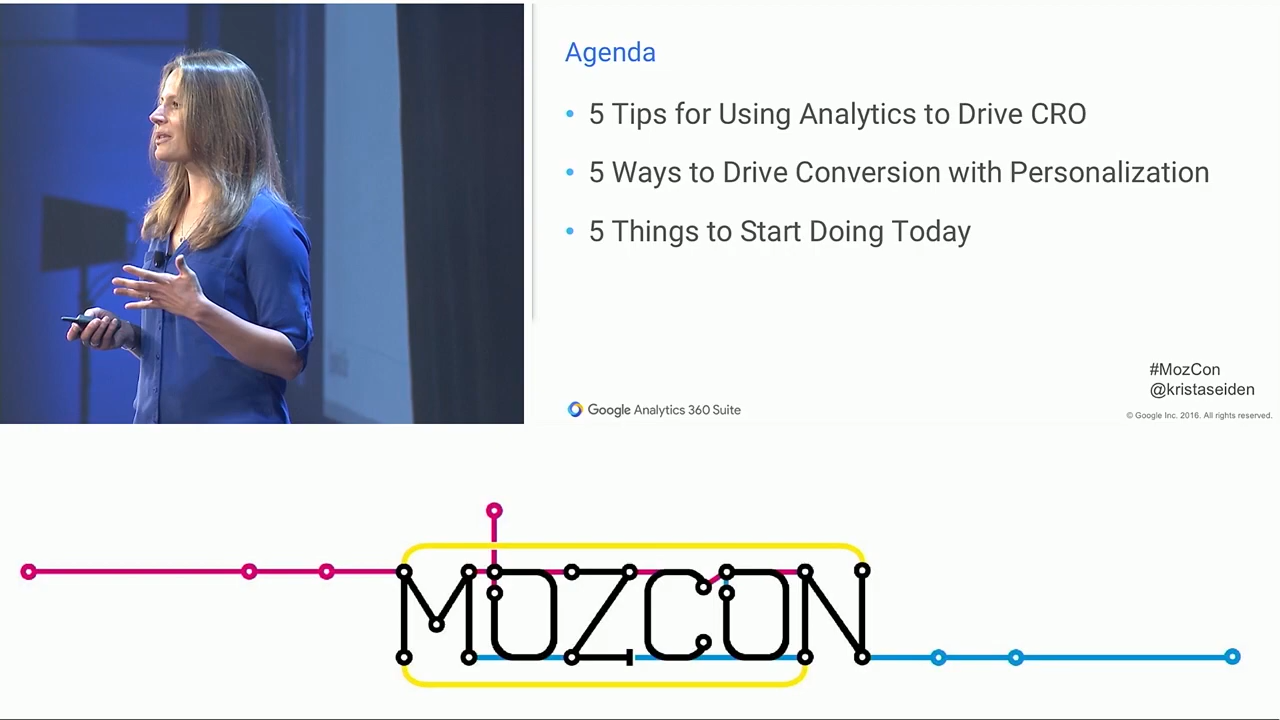 Agenda
• 5 Tips for Using Analytics to Drive CRO
• 5 Ways to Drive Conversion with Personalization
• 5 Things to Start Doing Today
#MozCon
@kristaseiden
Google Analytics 360 Suite
© Google Inc. 2016. All rights reserved.
MOZCON